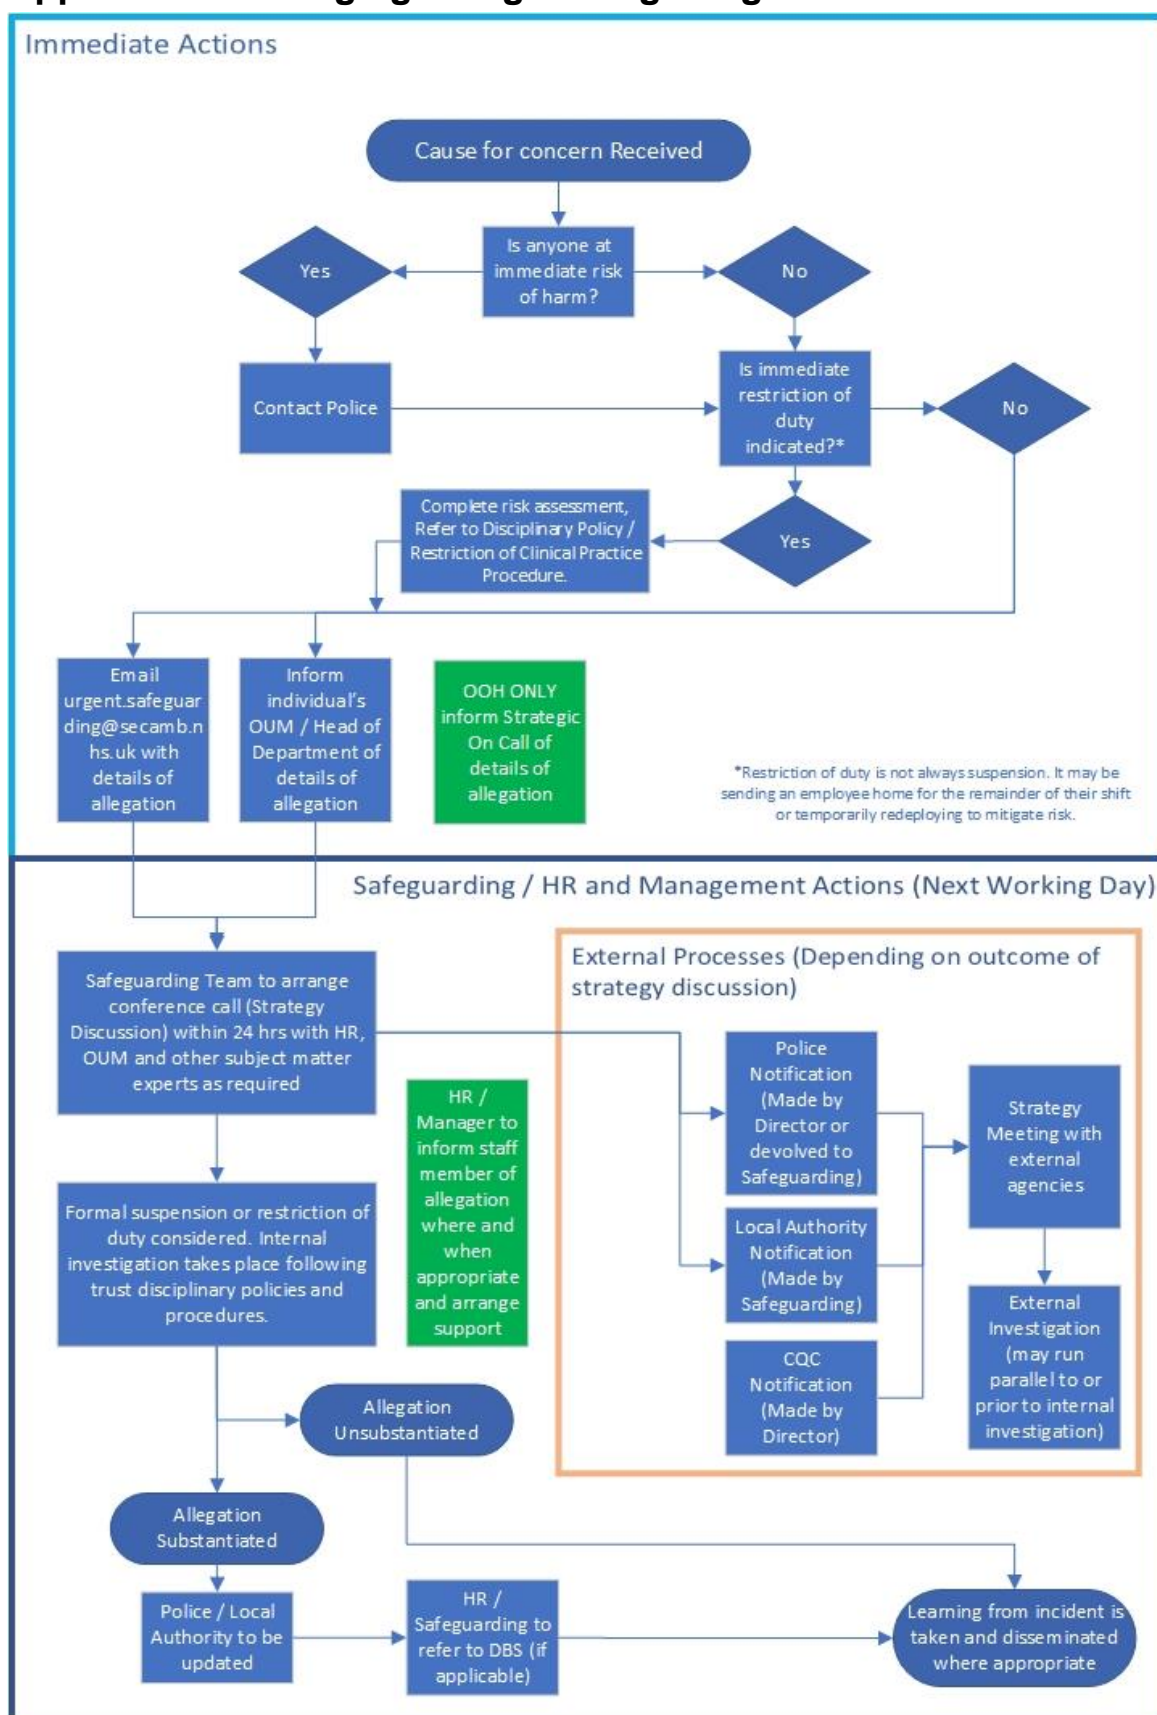 Immediate Actions
Cause for concern Received
Is anyone at
immediate risk
of harm?
Yes
No
Contact Police
Is immediate
restriction of
duty
indicated?*
No
Complete risk assessment,
Refer to Disciplinary Policy /
Restriction of Clinical Practice
Procedure.
Yes
Email
urgent.safeguar
ding@secamb.n
hs.uk with
details of
allegation
Inform
individual's
OUM / Head of
Department of
details of
allegation
OOH ONLY
inform Strategic
On Call of
details of
allegation
*Restriction of duty is not always suspension. It may be
sending an employee home for the remainder of their shift
or temporarily redeploying to mitigate risk.
Safeguarding / HR and Management Actions (Next Working Day)
Safeguarding Team to arrange
conference call (Strategy
Discussion) within 24 hrs with HR,
OUM and other subject matter
experts as required
External Processes (Depending on outcome of
strategy discussion)
Police
Notification
(Made by
Director or
devolved to
Safeguarding)
Strategy
Meeting with
external
agencies
HR /
Manager to
inform staff
member of
allegation
where and
when
appropriate
and arrange
support
Formal suspension or restriction of
duty considered. Internal
investigation takes place following
trust disciplinary policies and
procedures.
Local Authority
Notification
(Made by
Safeguarding)
External
Investigation
(may run
parallel to or
prior to internal
investigation)
CQC
Notification
(Made by
Director)
Allegation
Unsubstantiated
Allegation
Substantiated
Police / Local
Authority to be
updated
HR /
Safeguarding to
refer to DBS (if
applicable)
Learning from incident is
taken and disseminated
where appropriate